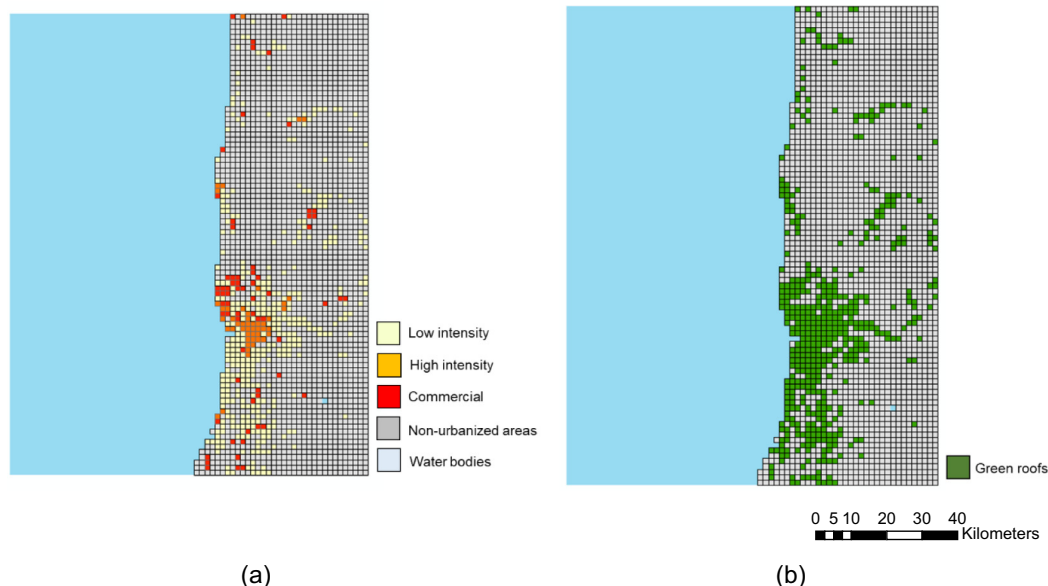 Low intensity
High intensity
Commercial
Non-urbanized areas
Water bodies
Green roofs
0 5 10 20 30 40
Kilometers
(a) (b)